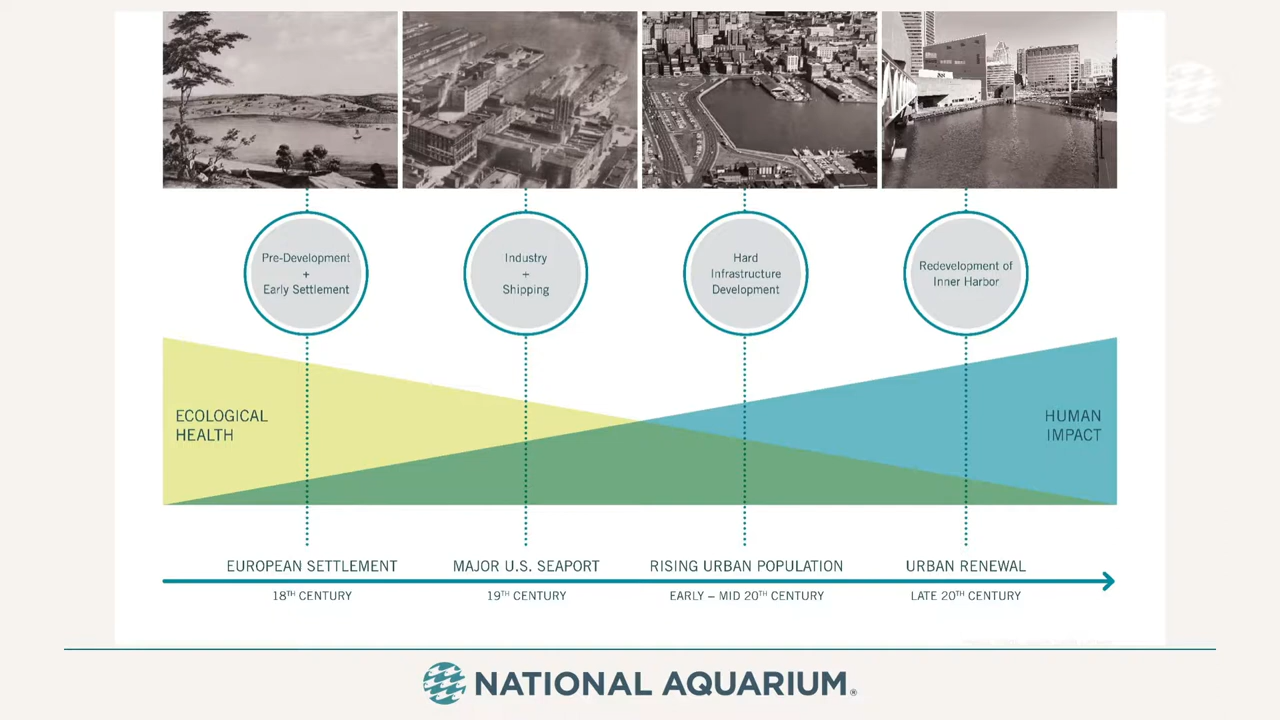 Pre-Development
+
Early Settlement
Industry
+
Shipping
Hard
Infrastructure
Development
Redevelopment of
Inner Harbor
ECOLOGICAL
HEALTH
HUMAN
IMPACT
EUROPEAN SETTLEMENT
MAJOR U.S. SEAPORT
RISING URBAN POPULATION
URBAN RENEWAL
18TH CENTURY
19TH CENTURY
EARLY – MID 20TH CENTURY
LATE 20TH CENTURY
NATIONAL AQUARIUM®